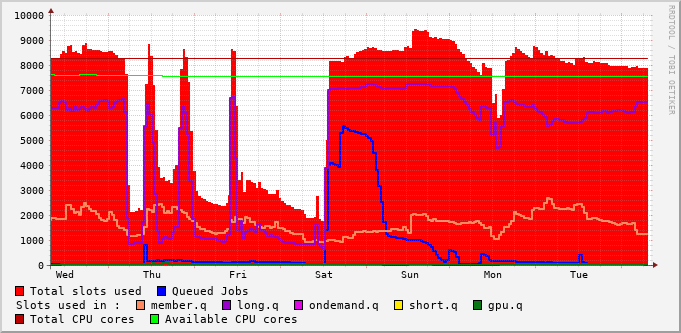 10000
9000
8000
7000
6000
5000
4000
3000
2000
1000
0
Wed Thu Fri Sat Sun Mon Tue
RRDTOOL / TOBI OETIKER
Total slots used Queued Jobs
Slots used in : member.q long.q ondemand.q short.q gpu.q
Total CPU cores Available CPU cores